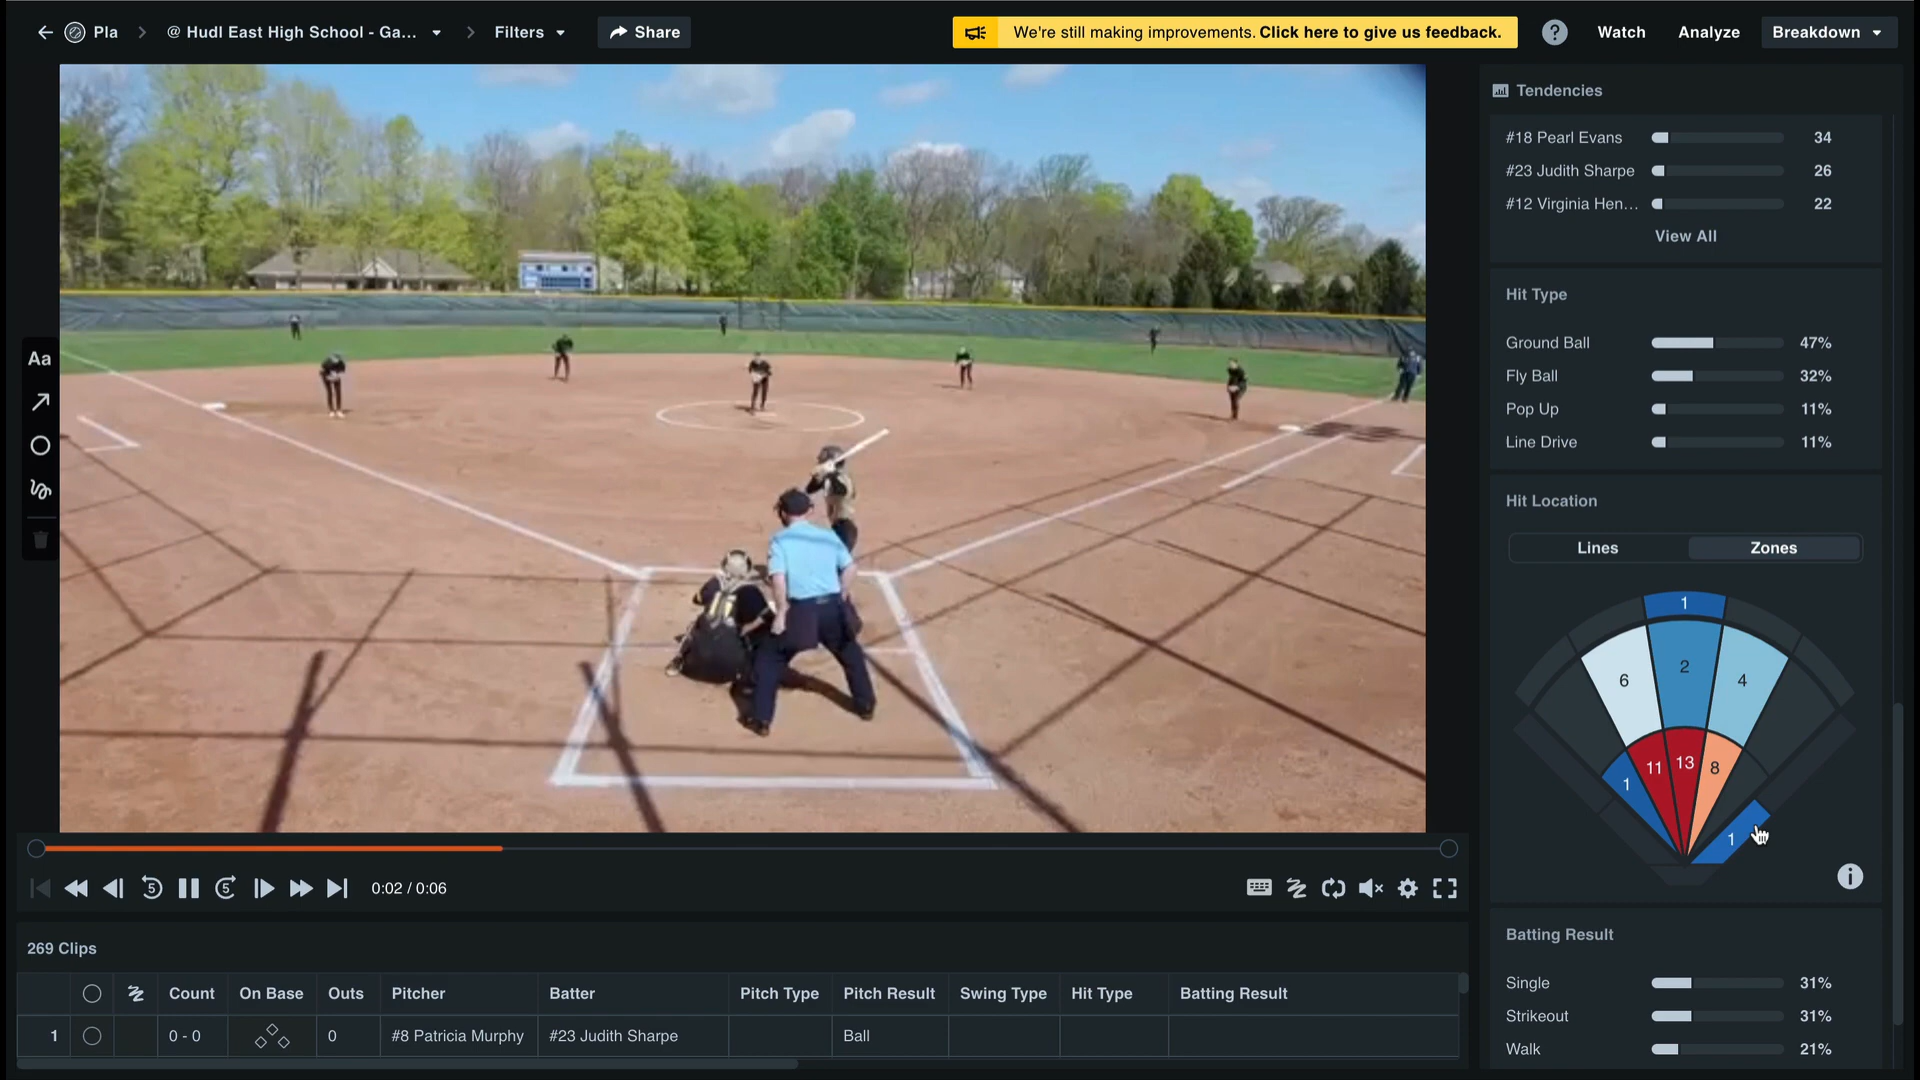 Pla
@ Hudl East High School - Ga...
Filters
Share
We're still making improvements. Click here to give us feedback.
?
Watch
Analyze
Breakdown
Aa
Tendencies
#18 Pearl Evans 34
#23 Judith Sharpe 26
#12 Virginia Hen... 22
View All
Hit Type
Ground Ball 47%
Fly Ball 32%
Pop Up 11%
Line Drive 11%
Hit Location
Lines
Zones
1
6
2
4
1
11
13
8
1
Batting Result
Single 31%
Strikeout 31%
Walk 21%
5
5
0:02 / 0:06
269 Clips
Count On Base Outs Pitcher Batter Pitch Type Pitch Result Swing Type Hit Type Batting Result
1 0 - 0 0 #8 Patricia Murphy #23 Judith Sharpe Ball